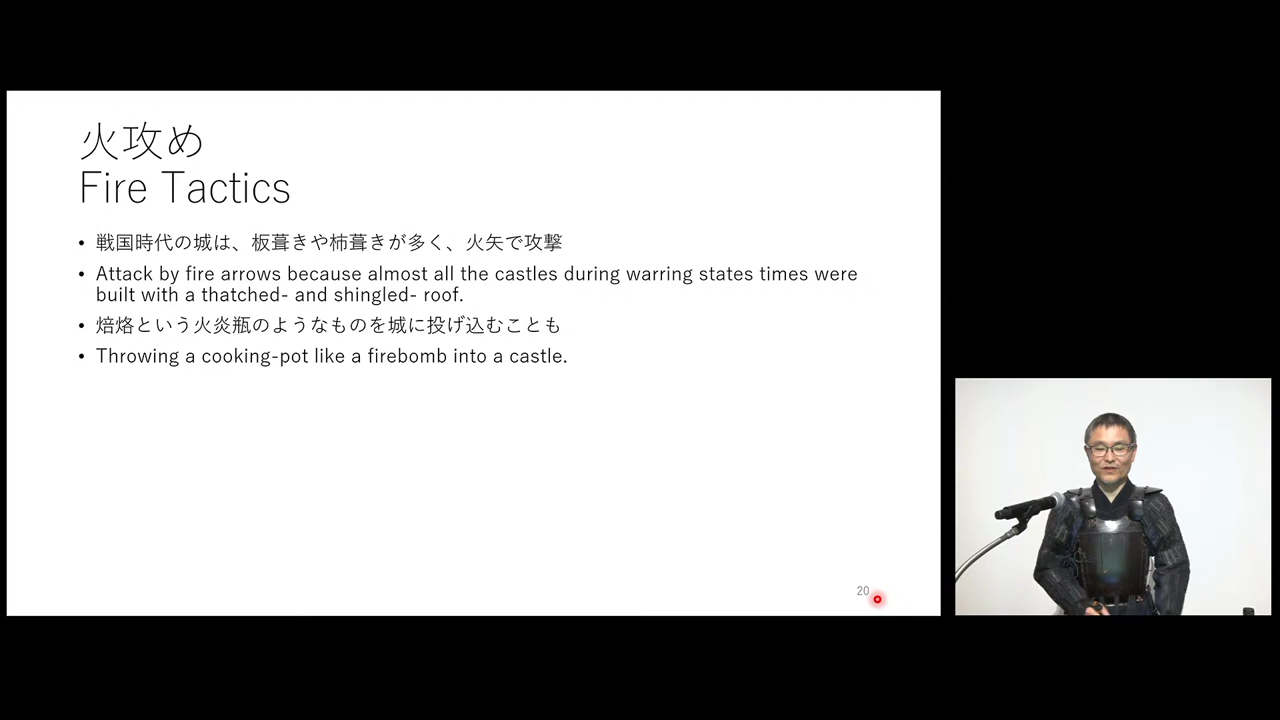 火攻め
Fire Tactics
• 戦国時代の城は、板葺きや杮葺きが多く、火矢で攻撃
• Attack by fire arrows because almost all the castles during warring states times were
built with a thatched- and shingled- roof.
• 焙烙という火炎瓶のようなものを城に投げ込むことも
• Throwing a cooking-pot like a firebomb into a castle.
20